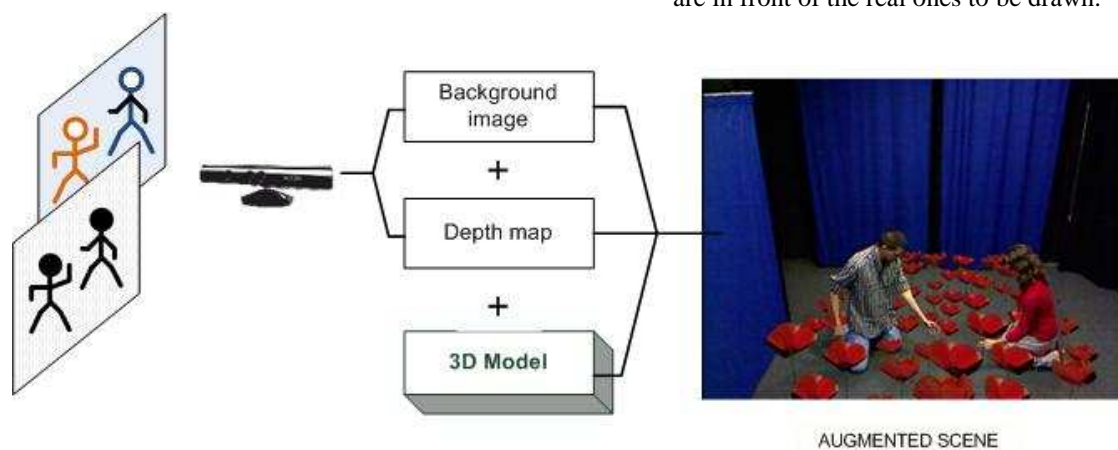 are in front of the real ones to be drawn.
Background
image
+
Depth map
+
3D Model
AUGMENTED SCENE